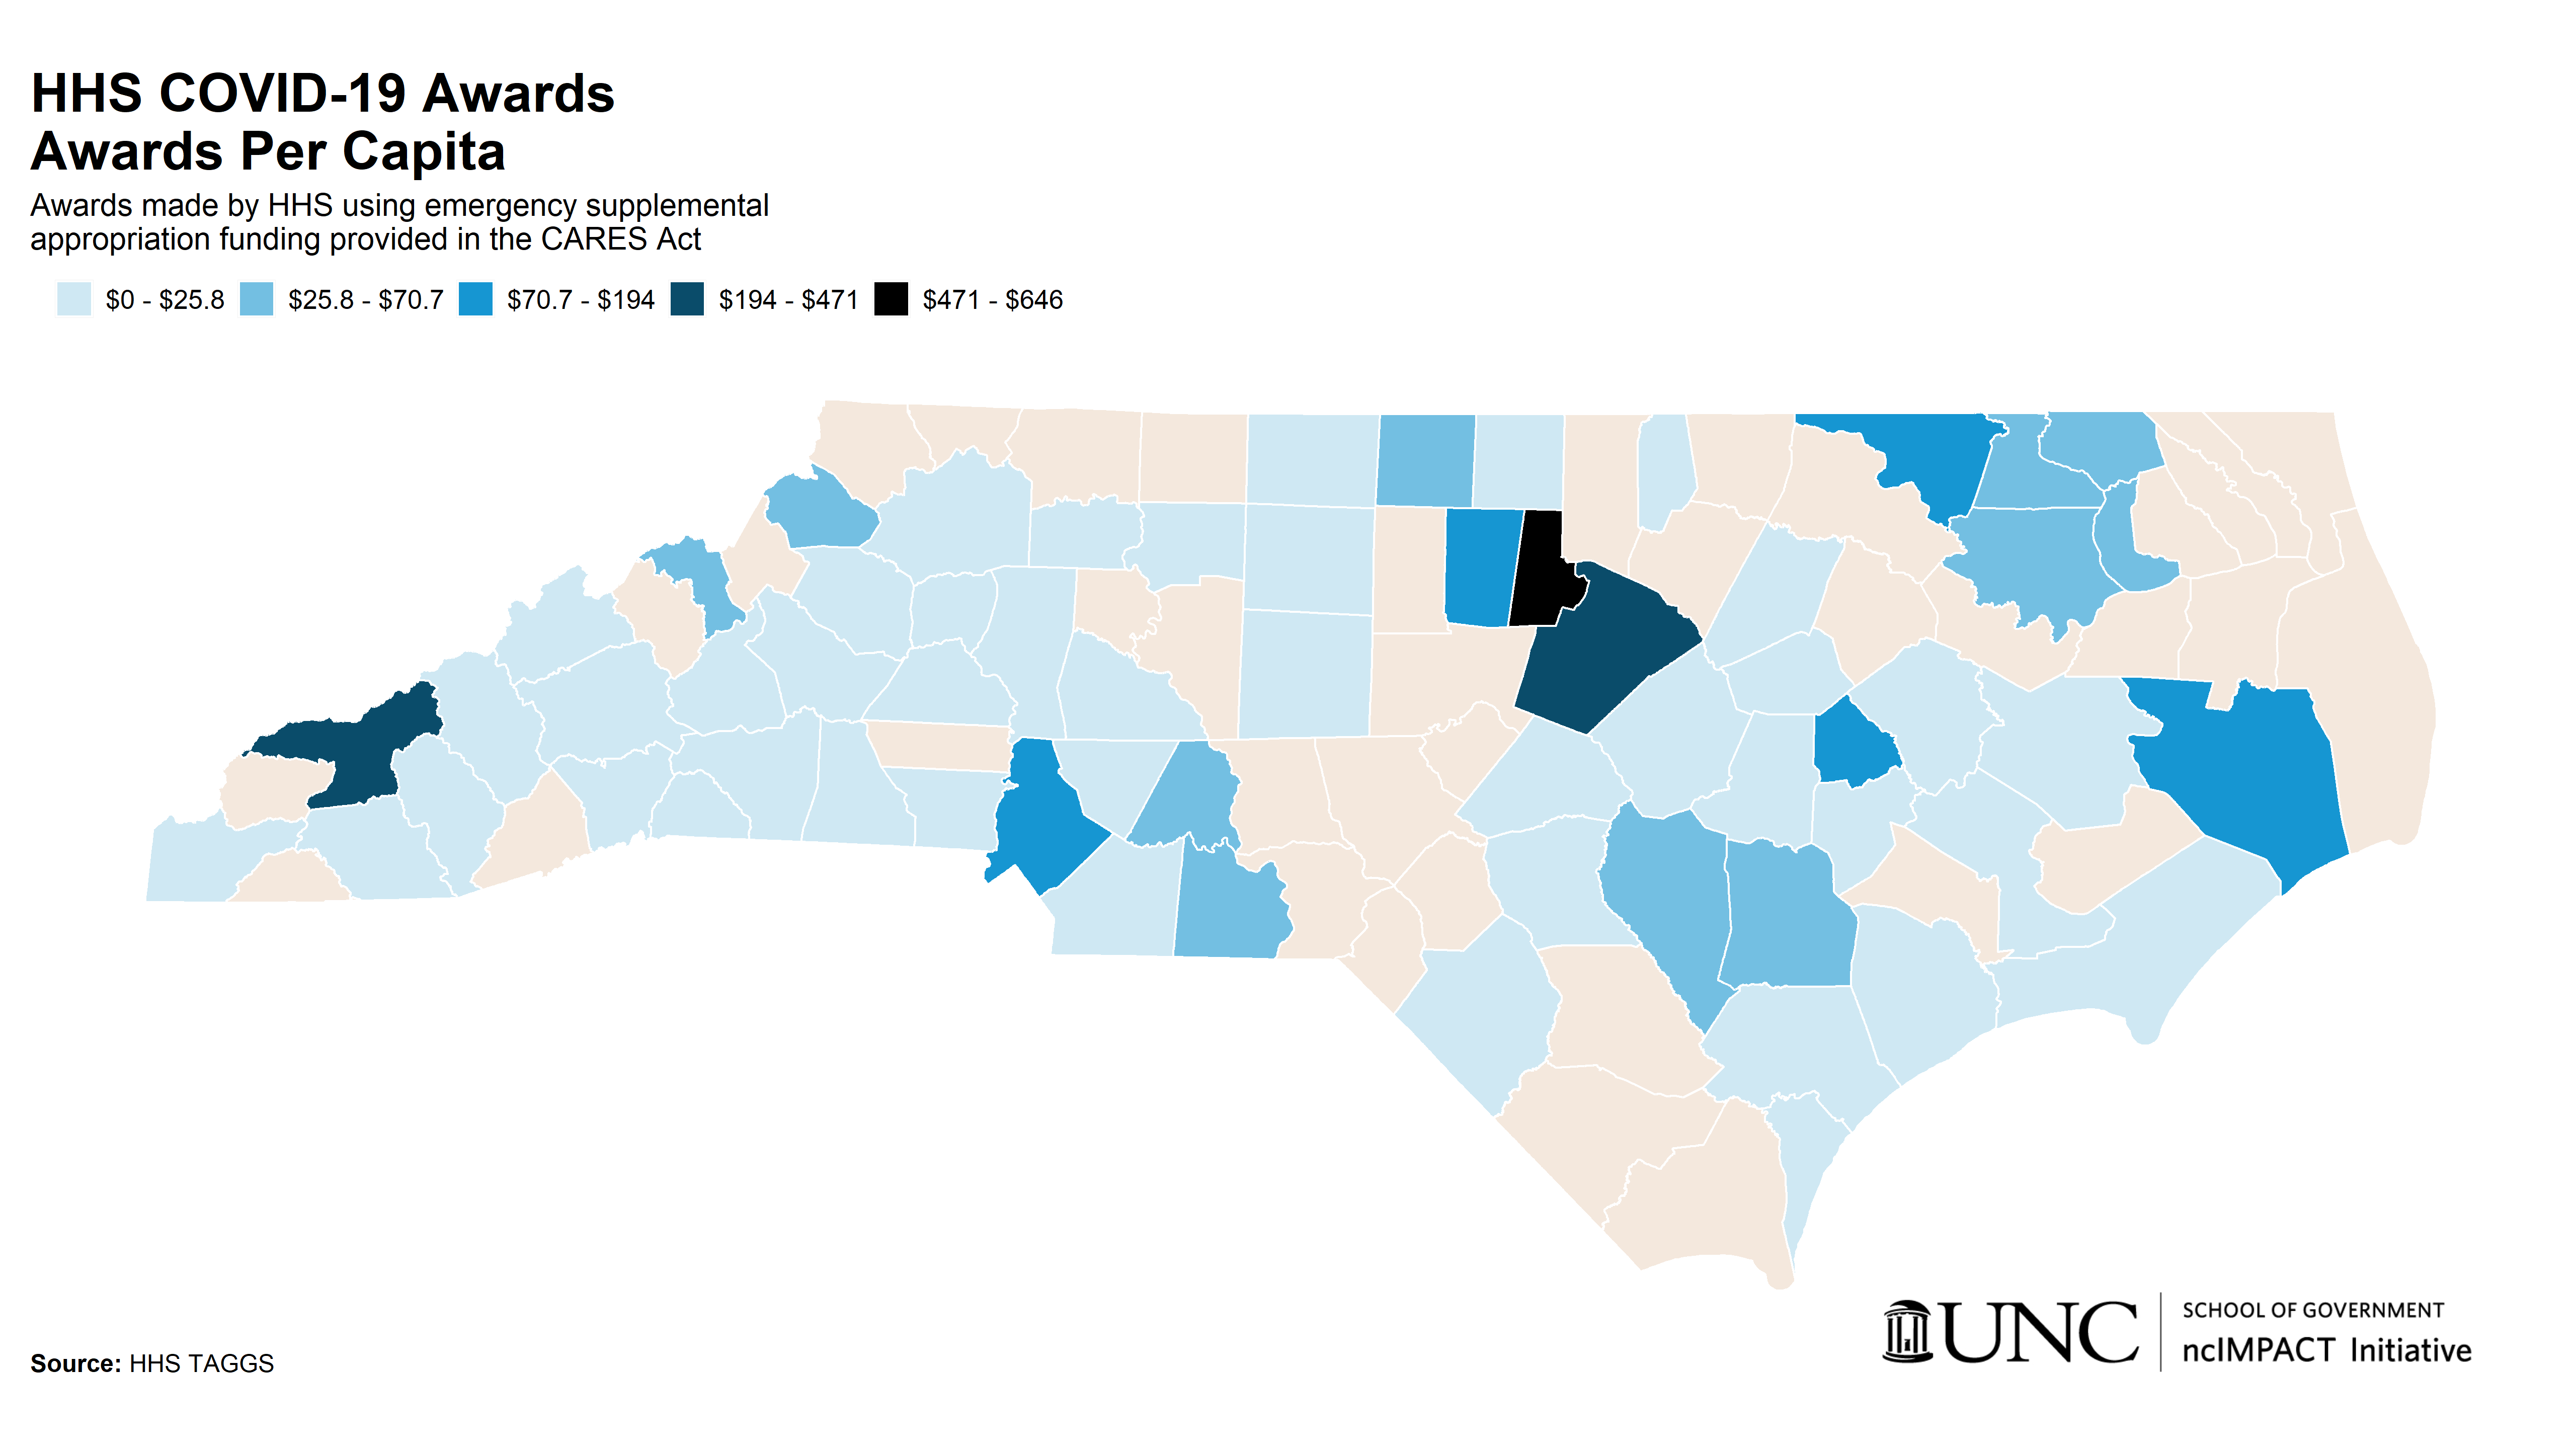 HHS COVID-19 Awards
Awards Per Capita
Awards made by HHS using emergency supplemental
appropriation funding provided in the CARES Act
$0 - $25.8 $25.8 - $70.7 $70.7 - $194 $194 - $471 $471 - $646
UNC SCHOOL OF GOVERNMENT
ncIMPACT Initiative
Source: HHS TAGGS